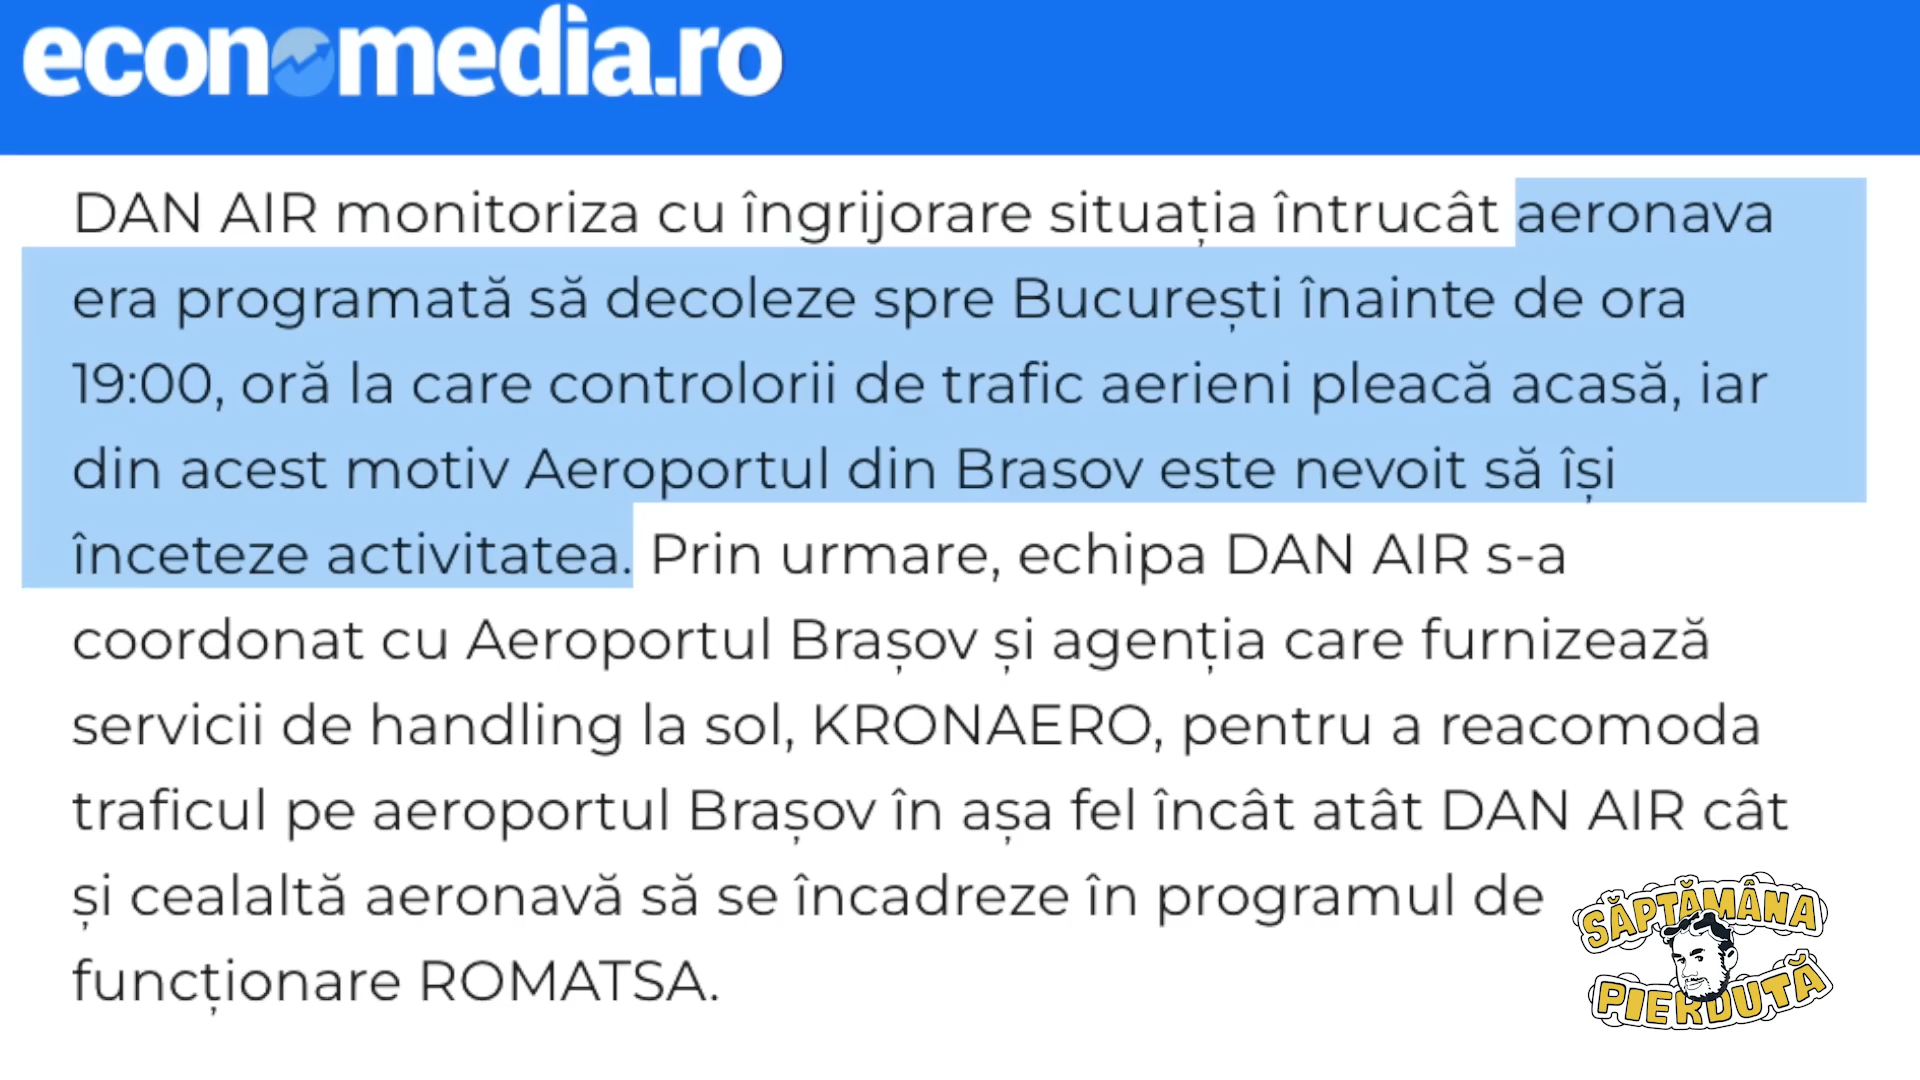 economedia.ro
DAN AIR monitoriza cu îngrijorare situația întrucât aeronava
era programată să decoleze spre București înainte de ora
19:00, oră la care controlorii de trafic aerieni pleacă acasă, iar
din acest motiv Aeroportul din Brasov este nevoit să își
înceteze activitatea. Prin urmare, echipa DAN AIR s-a
coordonat cu Aeroportul Brașov și agenția care furnizează
servicii de handling la sol, KRONAERO, pentru a reacomoda
traficul pe aeroportul Brașov în așa fel încât atât DAN AIR cât
și cealaltă aeronavă să se încadreze în programul de
funcționare ROMATSA.
SĂPTĂMÂNA
PIERDUTĂ